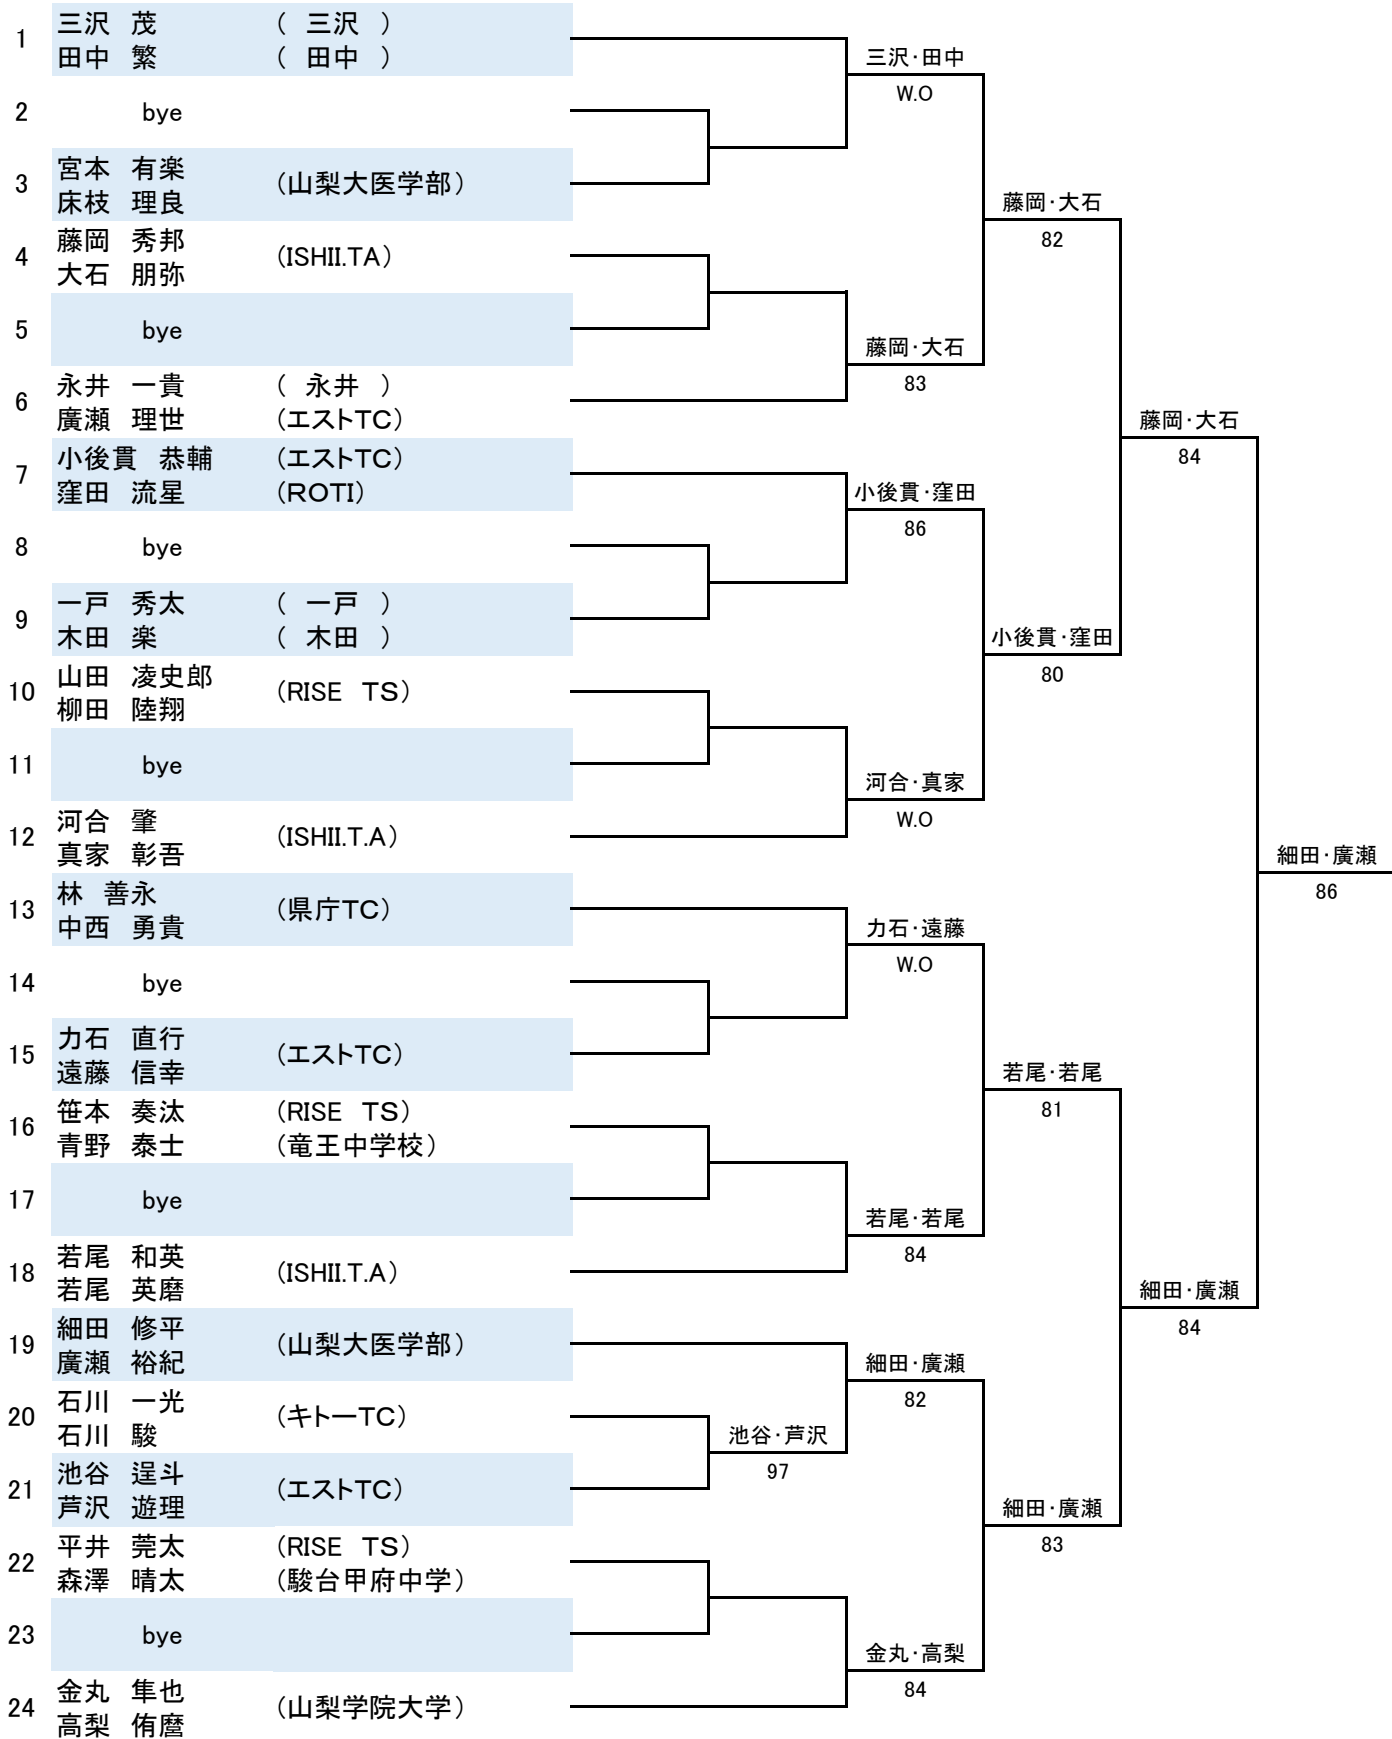 1 三沢 茂 ( 三沢 )
田中 繁 ( 田中 )
三沢・田中
W.O
2 bye
3 宮本 有楽 (山梨大医学部)
床枝 理良
藤岡・大石
82
4 藤岡 秀邦 (ISHII.TA)
大石 朋弥
5 bye
藤岡・大石
83
6 永井 一貴 ( 永井 )
廣瀬 理世 (エストTC)
藤岡・大石
84
7 小後貫 恭輔 (エストTC)
窪田 流星 (ROTI)
小後貫・窪田
86
8 bye
9 一戸 秀太 ( 一戸 )
木田 楽 ( 木田 )
小後貫・窪田
80
10 山田 凌史郎 (RISE TS)
柳田 陸翔
11 bye
河合・真家
W.O
12 河合 肇 (ISHII.T.A)
真家 彰吾
細田・廣瀬
86
13 林 善永 (県庁TC)
中西 勇貴
力石・遠藤
W.O
14 bye
15 力石 直行 (エストTC)
遠藤 信幸
若尾・若尾
81
16 笹本 奏汰 (RISE TS)
青野 泰士 (竜王中学校)
17 bye
若尾・若尾
84
18 若尾 和英 (ISHII.T.A)
若尾 英磨
細田・廣瀬
84
19 細田 修平 (山梨大医学部)
廣瀬 裕紀
細田・廣瀬
82
20 石川 一光 (キトーTC)
石川 駿
池谷・芦沢
97
21 池谷 逞斗 (エストTC)
芦沢 遊理
細田・廣瀬
83
22 平井 莞太 (RISE TS)
森澤 晴太 (駿台甲府中学)
23 bye
金丸・高梨
84
24 金丸 隼也 (山梨学院大学)
高梨 侑麿